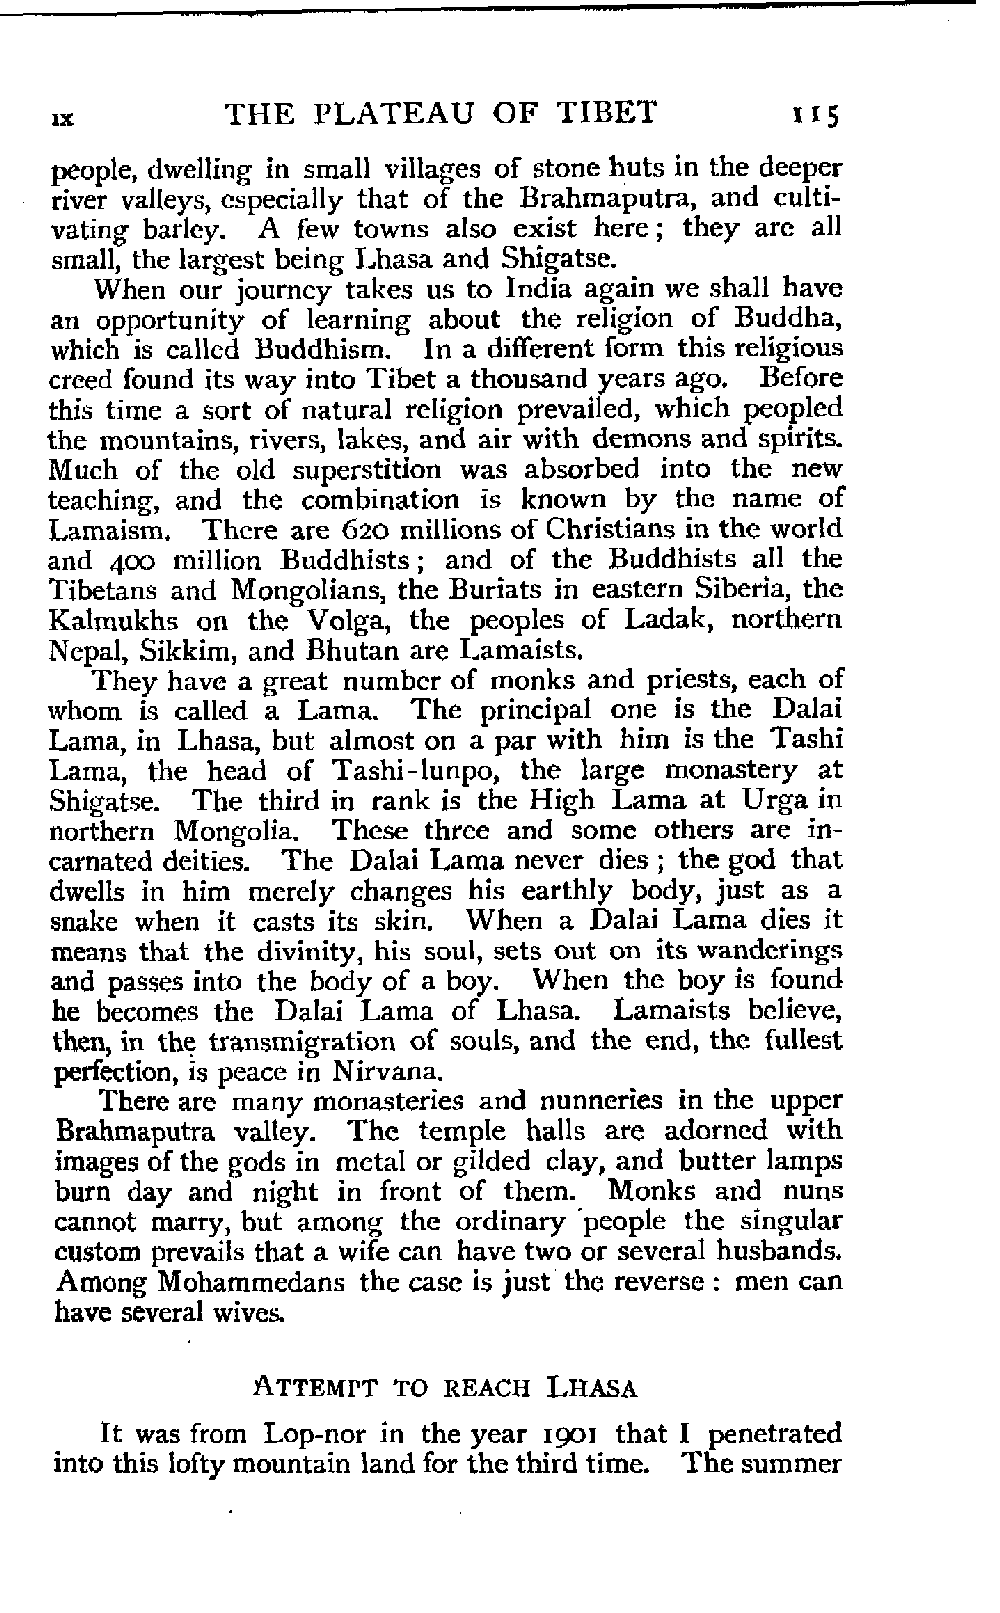 IX THE PLATEAU OF TIBET 115
people, dwelling in small villages of stone huts in the deeper
river valleys, especially that of the Brahmaputra, and culti-
vating barley. A few towns also exist here; they are all
small, the largest being Lhasa and Shigatse.
When our journey takes us to India again we shall have
an opportunity of learning about the religion of Buddha,
which is called Buddhism. In a different form this religious
creed found its way into Tibet a thousand years ago. Before
this time a sort of natural religion prevailed, which peopled
the mountains, rivers, lakes, and air with demons and spirits.
Much of the old superstition was absorbed into the new
teaching, and the combination is known by the name of
Lamaism. There are 620 millions of Christians in the world
and 400 million Buddhists; and of the Buddhists all the
Tibetans and Mongolians, the Buriats in eastern Siberia, the
Kalmukhs on the Volga, the peoples of Ladak, northern
Nepal, Sikkim, and Bhutan are Lamaists.
They have a great number of monks and priests, each of
whom is called a Lama. The principal one is the Dalai
Lama, in Lhasa, but almost on a par with him is the Tashi
Lama, the head of Tashi-lunpo, the large monastery at
Shigatse. The third in rank is the High Lama at Urga in
northern Mongolia. These three and some others are in-
carnated deities. The Dalai Lama never dies; the god that
dwells in him merely changes his earthly body, just as a
snake when it casts its skin. When a Dalai Lama dies it
means that the divinity, his soul, sets out on its wanderings
and passes into the body of a boy. When the boy is found
he becomes the Dalai Lama of Lhasa. Lamaists believe,
then, in the transmigration of souls, and the end, the fullest
perfection, is peace in Nirvana.
There are many monasteries and nunneries in the upper
Brahmaputra valley. The temple halls are adorned with
images of the gods in metal or gilded clay, and butter lamps
burn day and night in front of them. Monks and nuns
cannot marry, but among the ordinary people the singular
custom prevails that a wife can have two or several husbands.
Among Mohammedans the case is just the reverse: men can
have several wives.
ATTEMPT TO REACH LHASA
It was from Lop-nor in the year 1901 that I penetrated
into this lofty mountain land for the third time. The summer